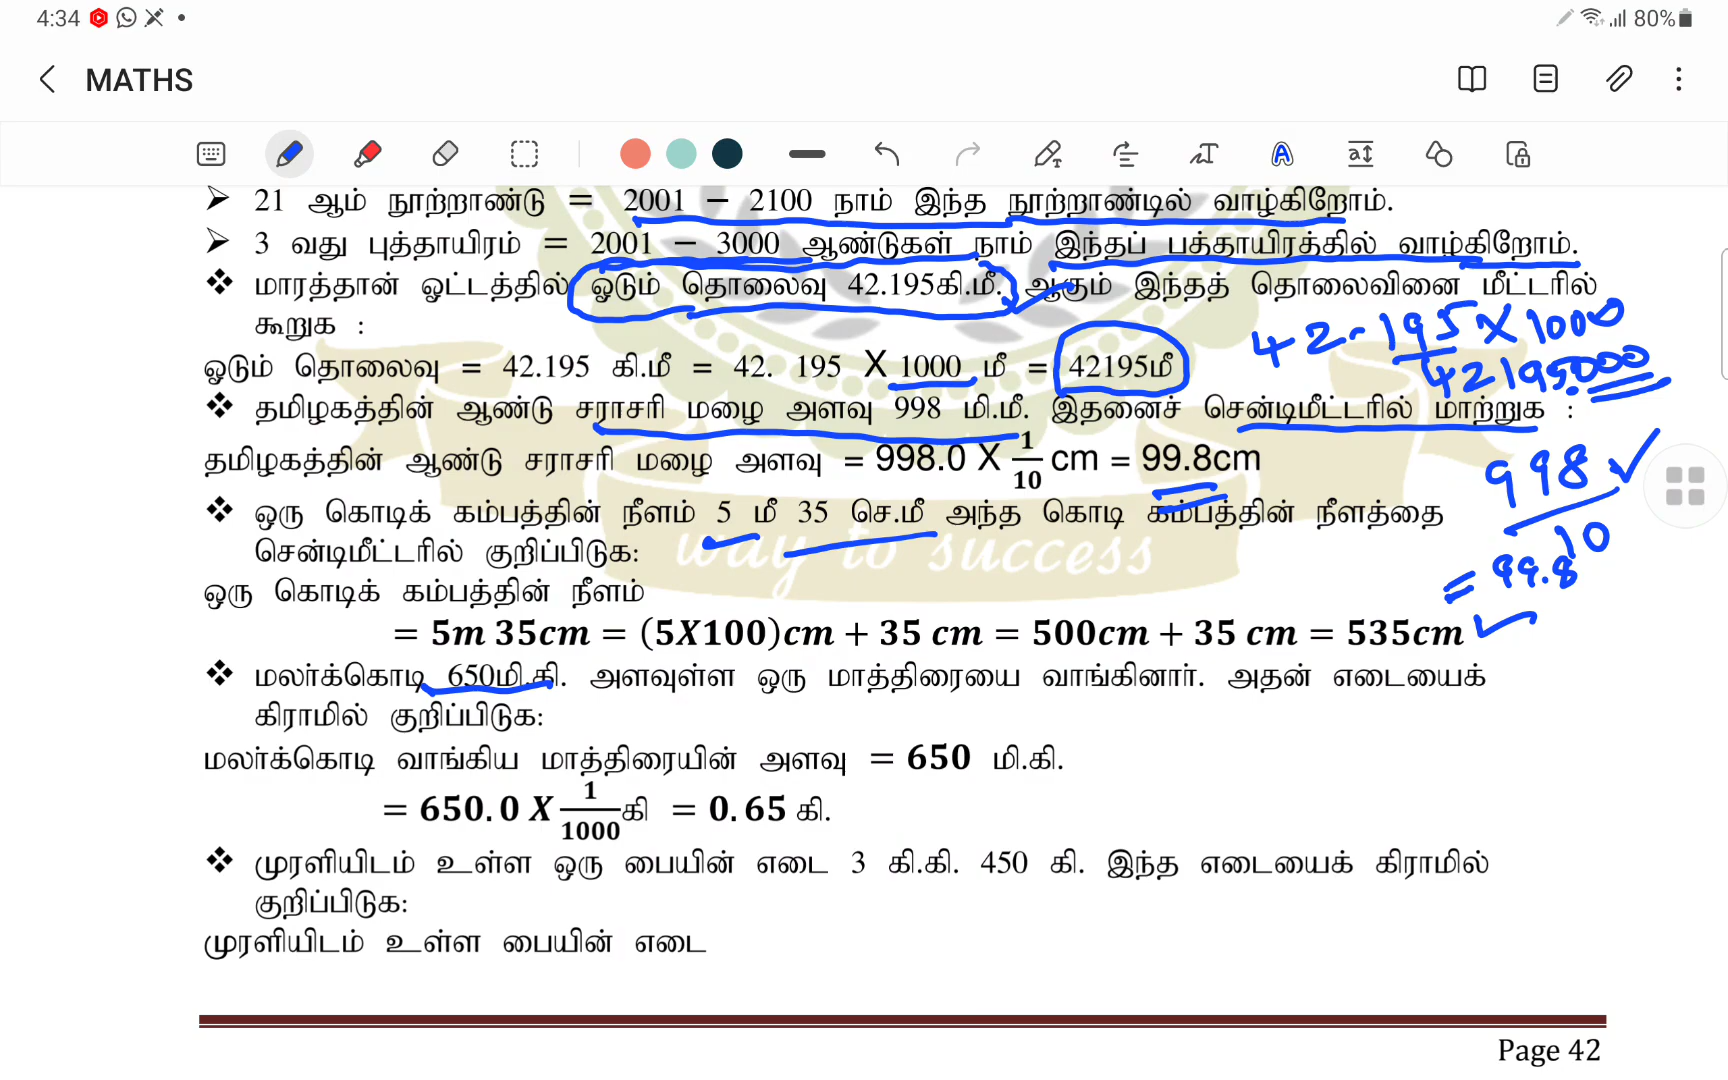 4:34
80%
MATHS
21 ஆம் நூற்றாண்டு = 2001 – 2100 நாம் இந்த நூற்றாண்டில் வாழ்கிறோம்.
3 வது புத்தாயிரம் = 2001 – 3000 ஆண்டுகள் நாம் இந்தப் பத்தாயிரத்தில் வாழ்கிறோம்.
மாரத்தான் ஓட்டத்தில் ஓடும் தொலைவு 42.195கி.மீ. ஆகும் இந்தத் தொலைவினை மீட்டரில்
கூறுக :
42.195 X 1000
ஓடும் தொலைவு = 42.195 கி.மீ = 42. 195 X 1000 மீ = 42195மீ
42195.000
தமிழகத்தின் ஆண்டு சராசரி மழை அளவு 998 மி.மீ. இதனைச் சென்டிமீட்டரில் மாற்றுக :
தமிழகத்தின் ஆண்டு சராசரி மழை அளவு = 998.0 X 1/10 cm = 99.8cm
998
10
ஒரு கொடிக் கம்பத்தின் நீளம் 5 மீ 35 செ.மீ அந்த கொடி கம்பத்தின் நீளத்தை
சென்டிமீட்டரில் குறிப்பிடுக:
= 99.8
way to success
ஒரு கொடிக் கம்பத்தின் நீளம்
= 5m 35cm = (5X100)cm + 35 cm = 500cm + 35 cm = 535cm
மலர்க்கொடி 650மி.கி. அளவுள்ள ஒரு மாத்திரையை வாங்கினார். அதன் எடையைக்
கிராமில் குறிப்பிடுக:
மலர்க்கொடி வாங்கிய மாத்திரையின் அளவு = 650 மி.கி.
= 650.0 X 1/1000 கி = 0.65 கி.
முரளியிடம் உள்ள ஒரு பையின் எடை 3 கி.கி. 450 கி. இந்த எடையைக் கிராமில்
குறிப்பிடுக:
முரளியிடம் உள்ள பையின் எடை
Page 42